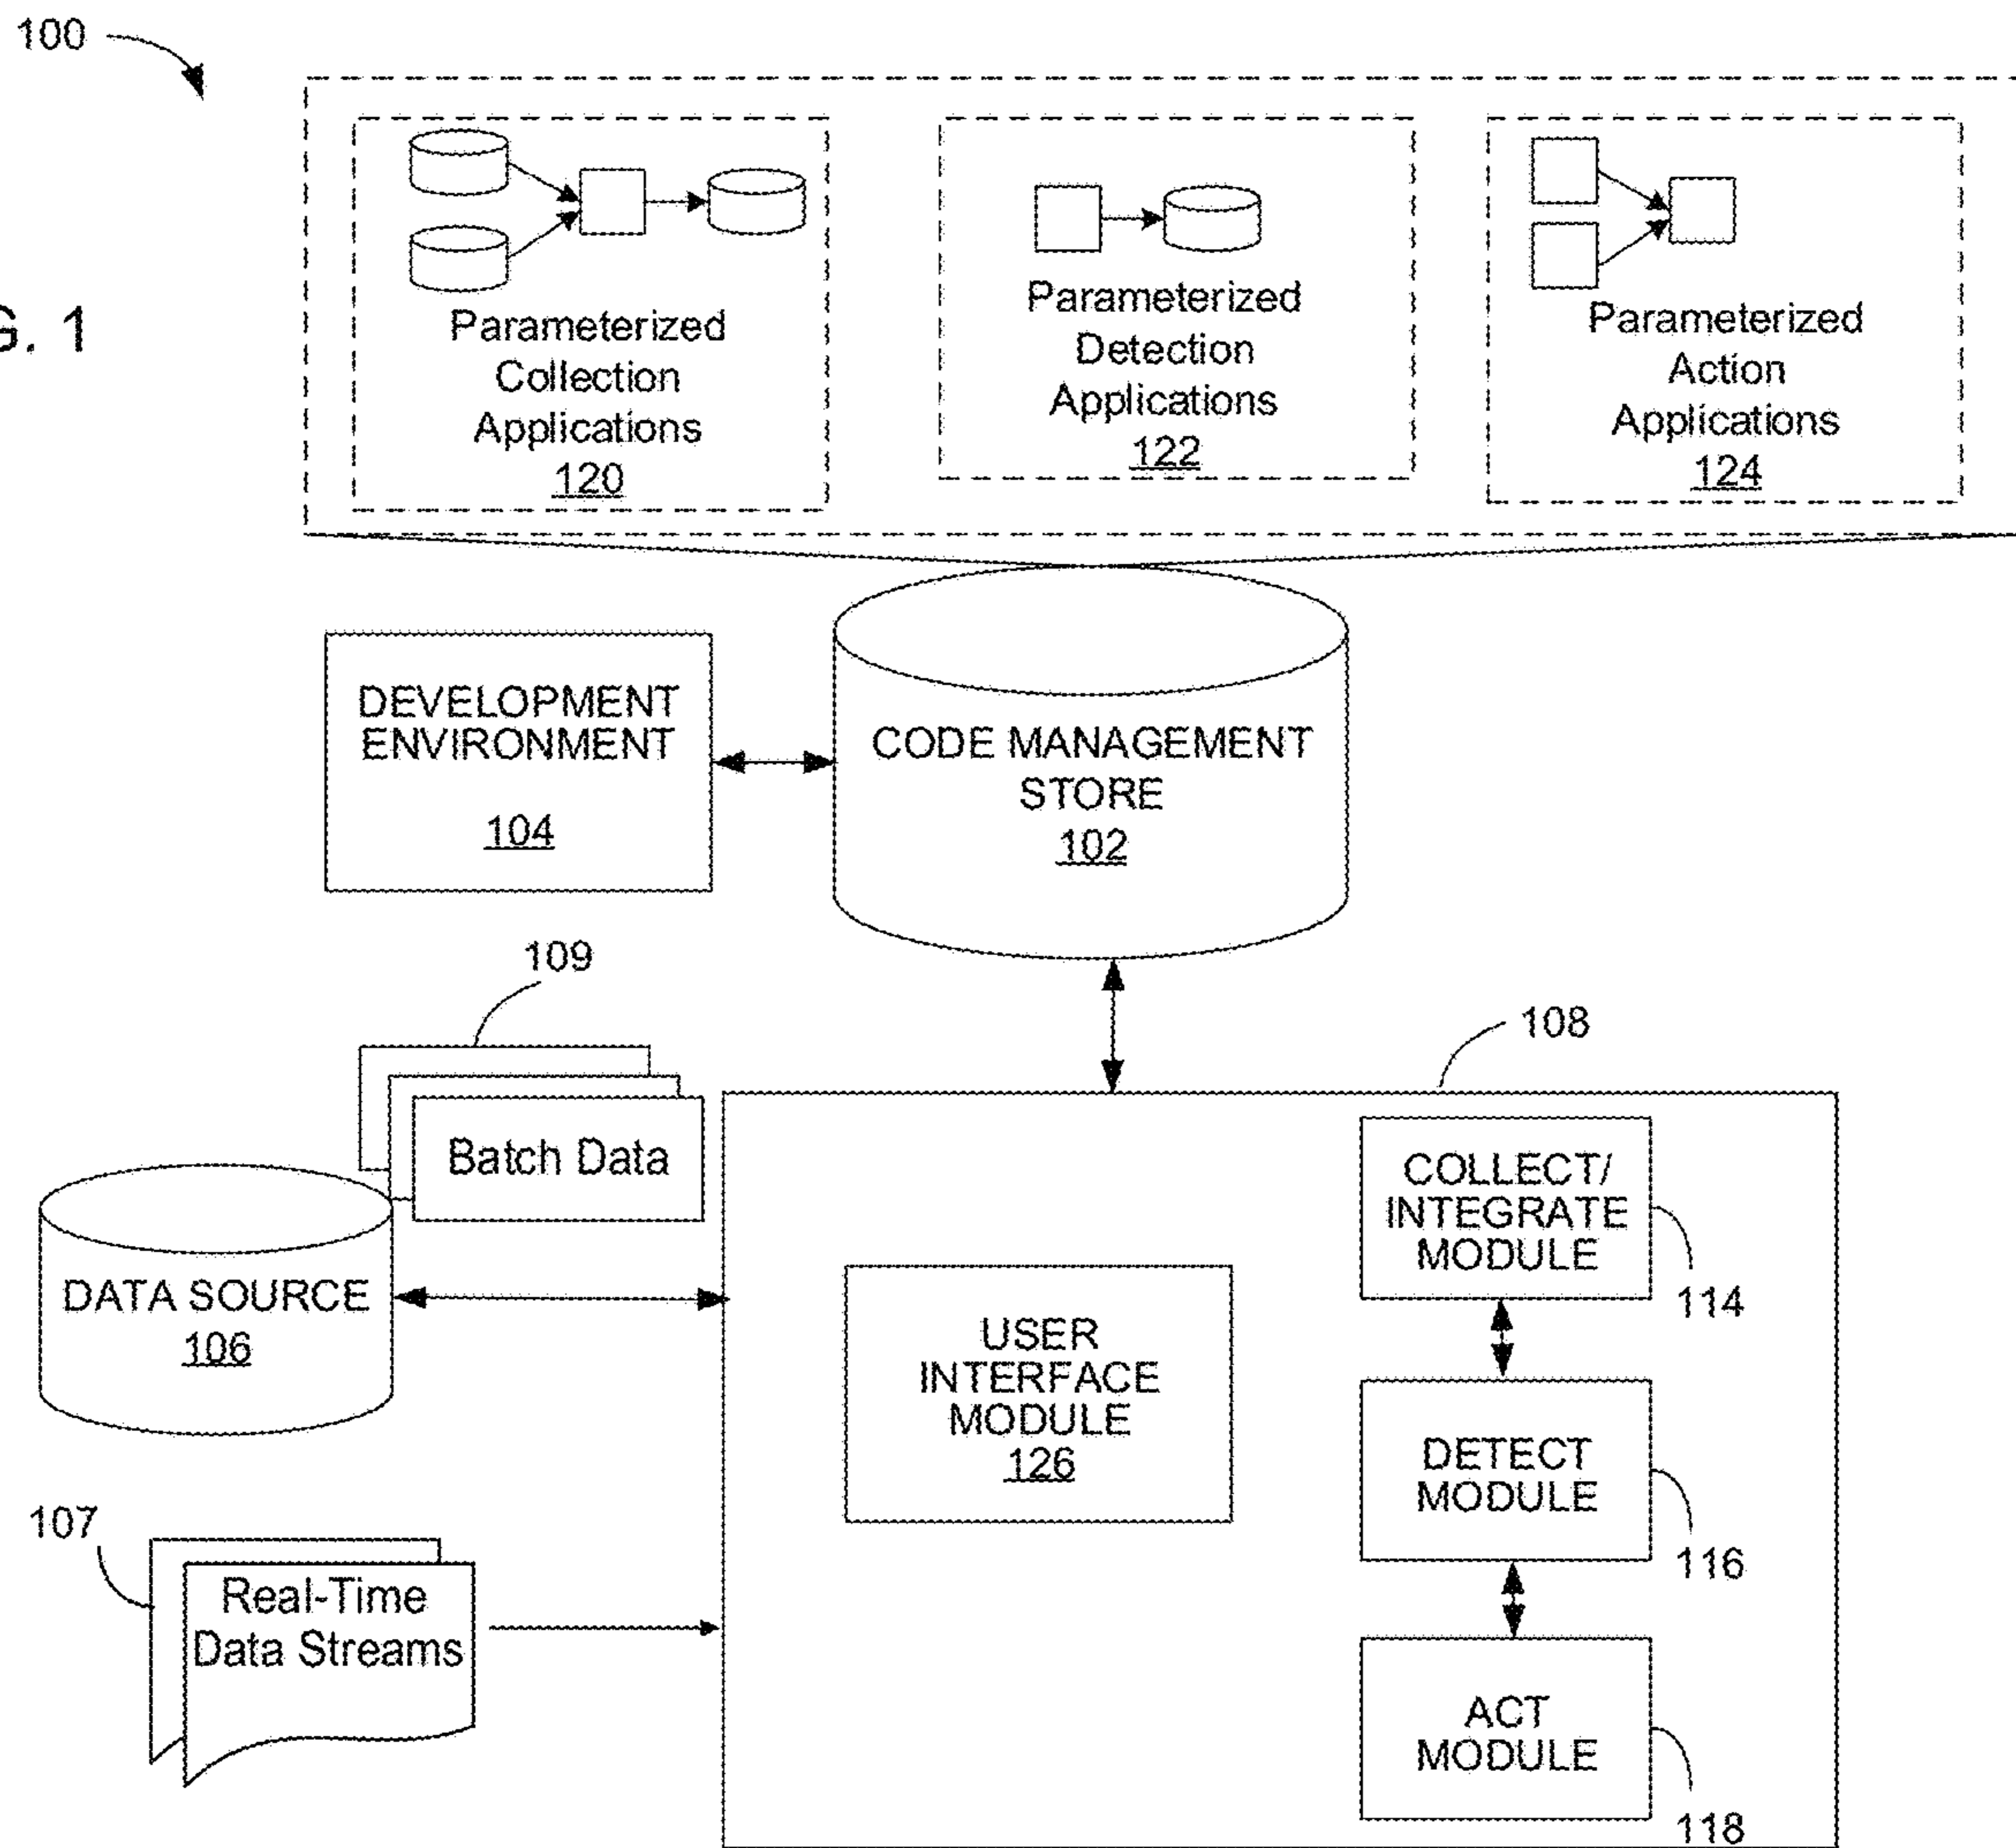 100
G. 1
Parameterized
Collection
Applications
120
Parameterized
Detection
Applications
122
Parameterized
Action
Applications
124
DEVELOPMENT
ENVIRONMENT
104
CODE MANAGEMENT
STORE
102
109
Batch Data
108
DATA SOURCE
106
COLLECT/
INTEGRATE
MODULE
114
USER
INTERFACE
MODULE
126
DETECT
MODULE
116
107
Real-Time
Data Streams
ACT
MODULE
118